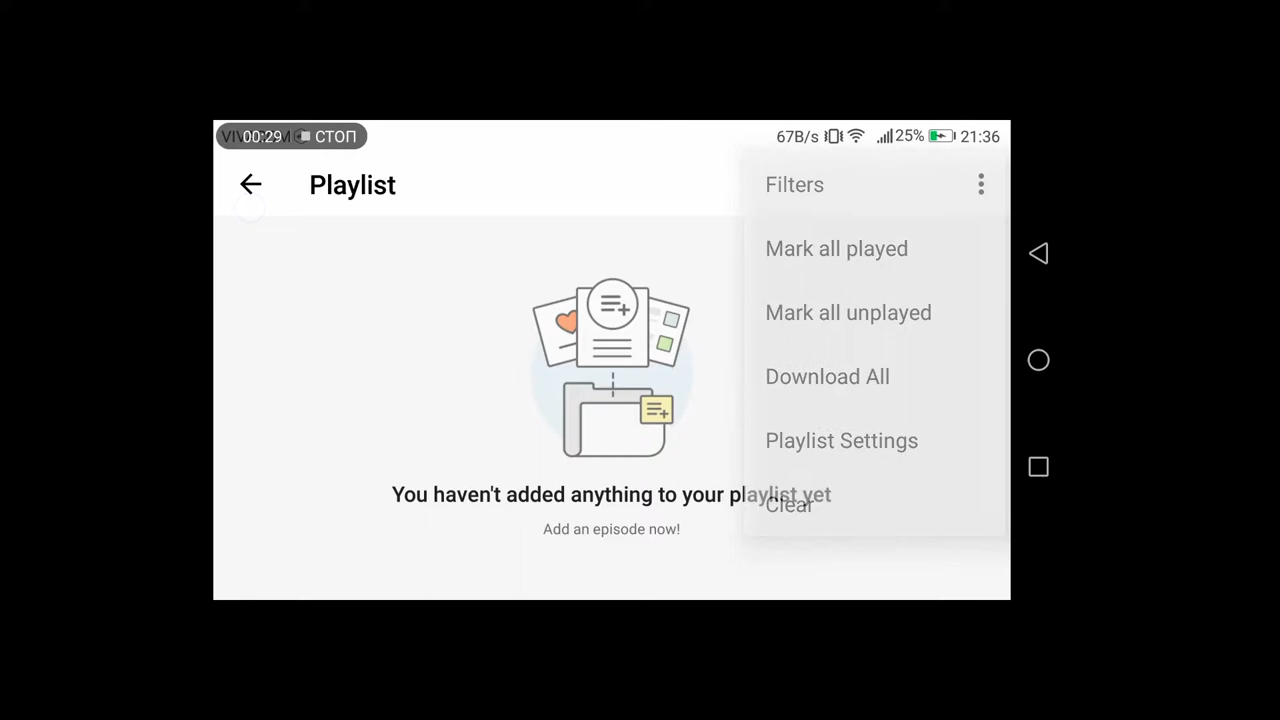 00:29 СТОП
67B/s 25% 21:36
Playlist
Filters
Mark all played
Mark all unplayed
Download All
Playlist Settings
Clear
You haven't added anything to your playlist yet
Add an episode now!